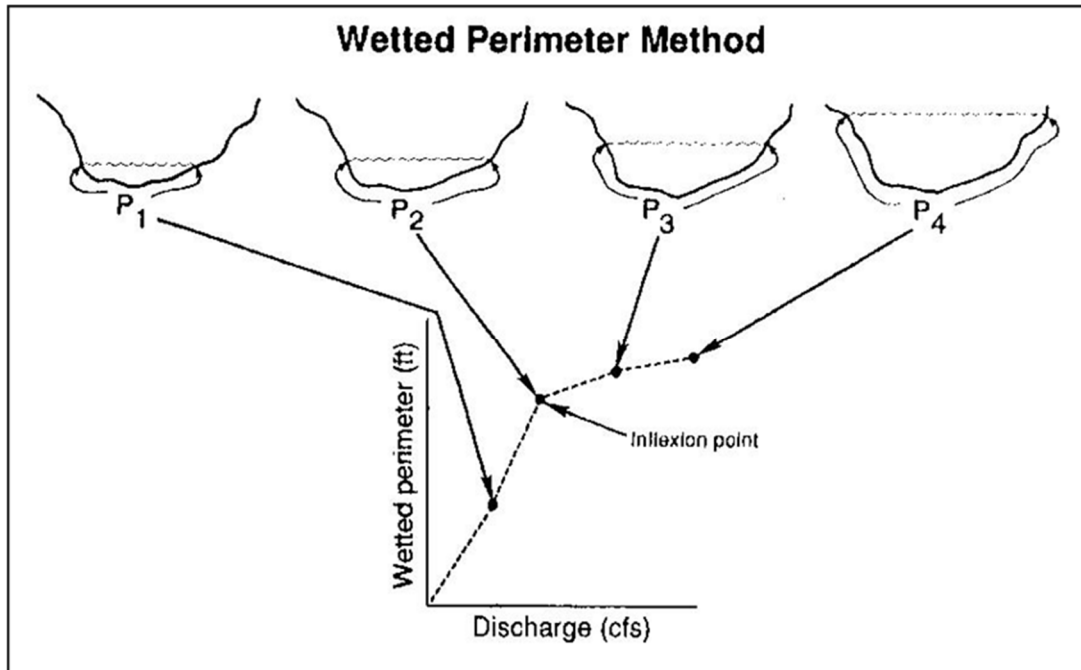 Wetted Perimeter Method
P1
P2
P3
P4
Wetted perimeter (ft)
Inflexion point
Discharge (cfs)